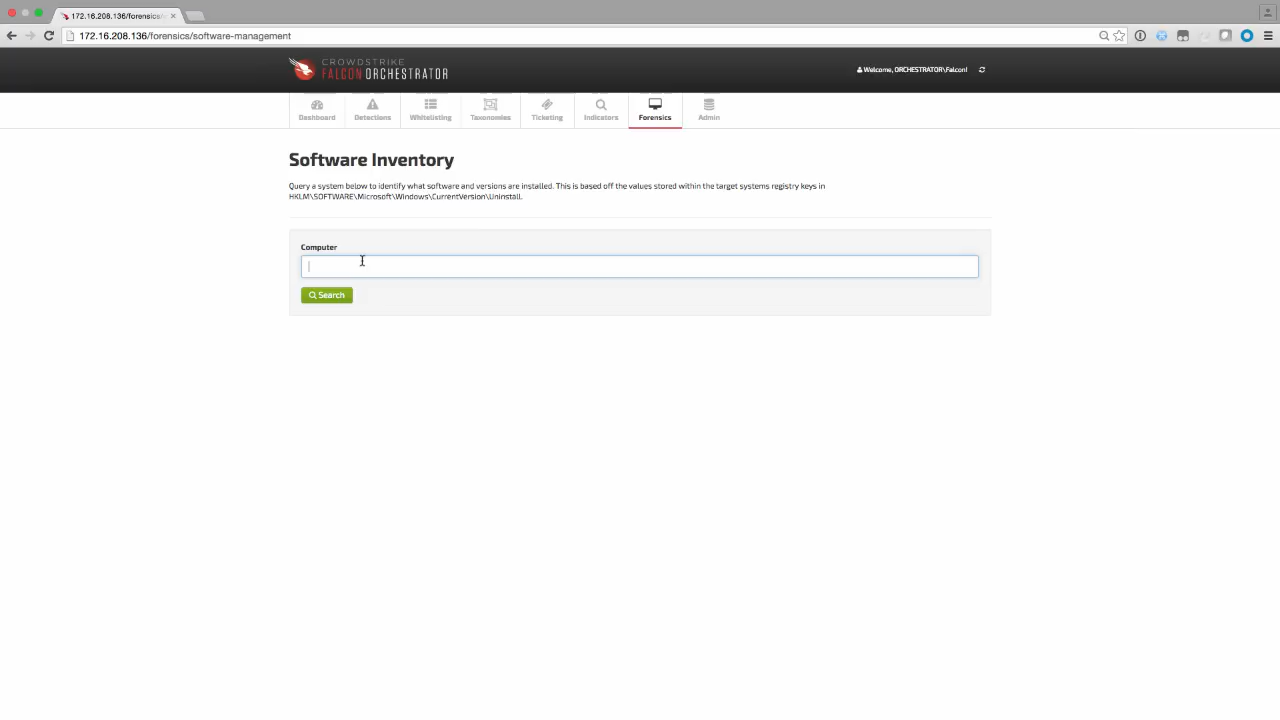 172.16.208.136/forensics
172.16.208.136/forensics/software-management
CROWDSTRIKE
FALCON ORCHESTRATOR
Welcome, ORCHESTRATOR\Falcon!
Dashboard
Detections
Whitelisting
Taxonomies
Ticketing
Indicators
Forensics
Admin
Software Inventory
Query a system below to identify what software and versions are installed. This is based off the values stored within the target systems registry keys in
HKLM\SOFTWARE\Microsoft\Windows\CurrentVersion\Uninstall.
Computer
Search